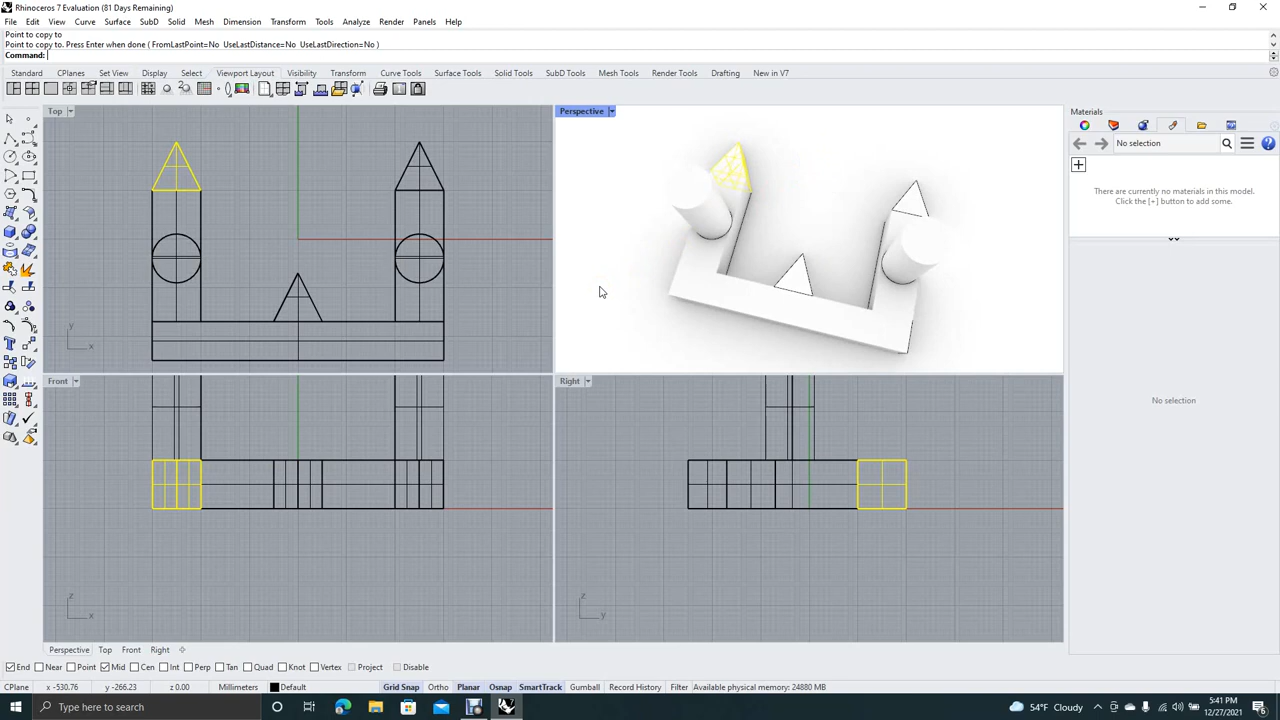 Rhinoceros 7 Evaluation (81 Days Remaining)
File Edit View Curve Surface SubD Solid Mesh Dimension Transform Tools Analyze Render Panels Help
Point to copy to
Point to copy to. Press Enter when done ( FromLastPoint=No UseLastDistance=No UseLastDirection=No )
Command:
Standard CPlanes Set View Display Select Viewport Layout Visibility Transform Curve Tools Surface Tools Solid Tools SubD Tools Mesh Tools Render Tools Drafting New in V7
Top
Perspective
Materials
No selection
There are currently no materials in this model.
Click the [+] button to add some.
y
x
Front
Right
No selection
z
x
z
y
Perspective Top Front Right
End Near Point Mid Cen Int Perp Tan Quad Knot Vertex Project Disable
CPlane x -530.76 y -266.23 z 0.00 Millimeters Default Grid Snap Ortho Planar Osnap SmartTrack Gumball Record History Filter Available physical memory: 24880 MB
Type here to search
54°F Cloudy
5:41 PM
12/27/2021
6